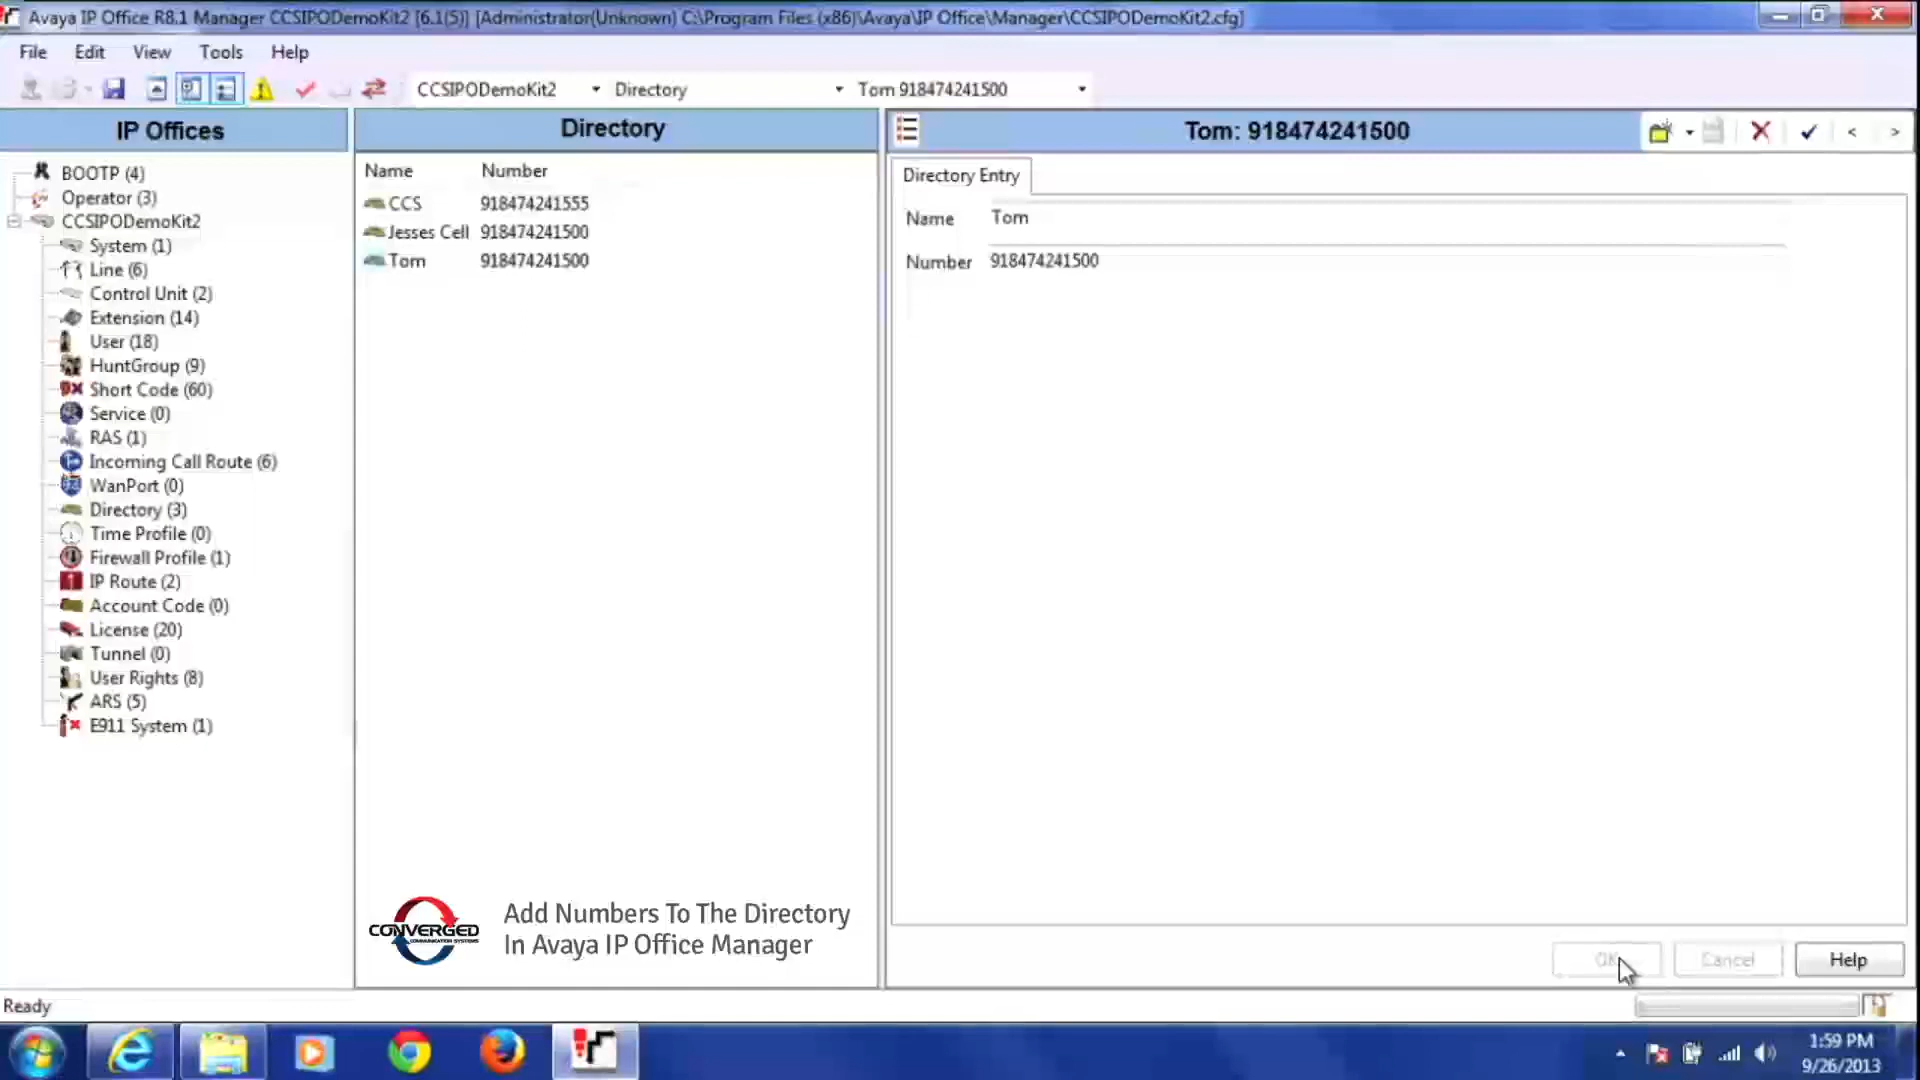 Avaya IP Office R8.1 Manager CCSIPODemoKit2 [6.1(5)] [Administrator(Unknown) C:\Program Files (x86)\Avaya\IP Office\Manager\CCSIPODemoKit2.cfg]
File Edit View Tools Help
CCSIPODemoKit2 Directory Tom 918474241500
IP Offices
BOOTP (4)
Operator (3)
CCSIPODemoKit2
System (1)
Line (6)
Control Unit (2)
Extension (14)
User (18)
HuntGroup (9)
Short Code (60)
Service (0)
RAS (1)
Incoming Call Route (6)
WanPort (0)
Directory (3)
Time Profile (0)
Firewall Profile (1)
IP Route (2)
Account Code (0)
License (20)
Tunnel (0)
User Rights (8)
ARS (5)
E911 System (1)
Directory
Name Number
CCS 918474241555
Jesses Cell 918474241500
Tom 918474241500
CONVERGED
COMMUNICATION SYSTEMS
Add Numbers To The Directory
In Avaya IP Office Manager
Tom: 918474241500
Directory Entry
Name Tom
Number 918474241500
OK Cancel Help
Ready
1:59 PM
9/26/2013